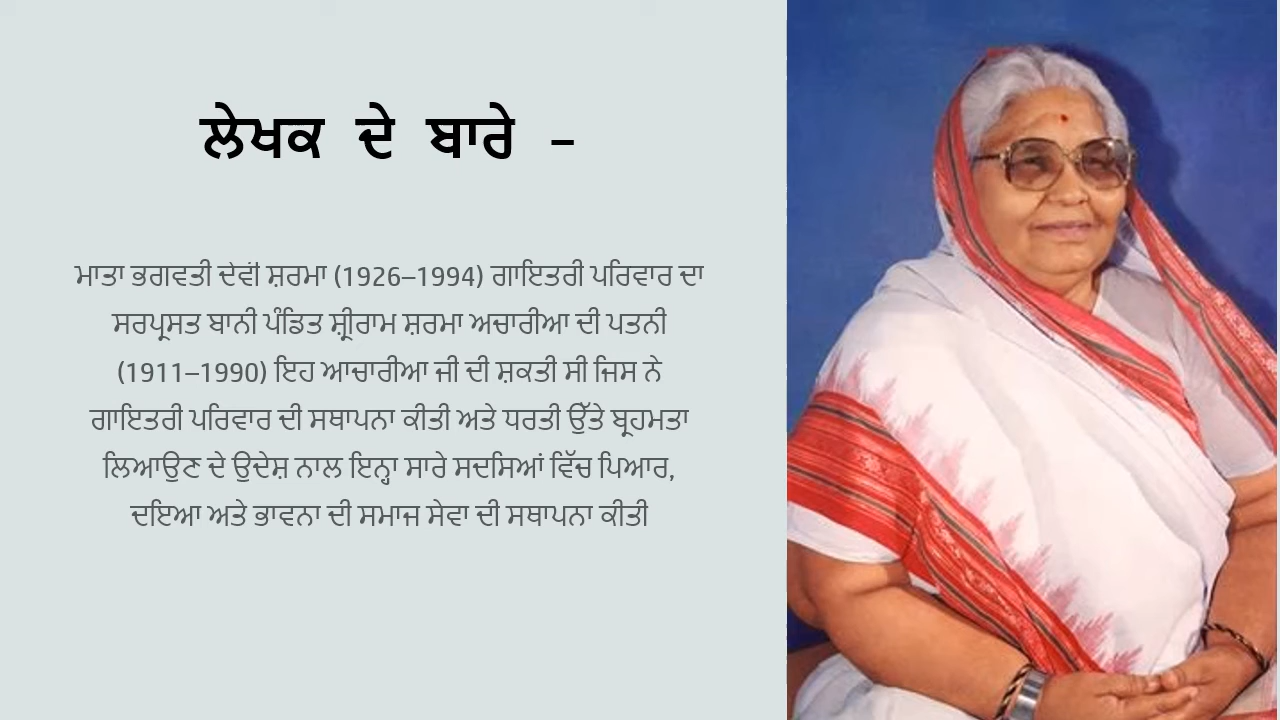 ਲੇਖਕ ਦੇ ਬਾਰੇ –
ਮਾਤਾ ਭਗਵਤੀ ਦੇਵੀ ਸ਼ਰਮਾ (1926–1994) ਗਾਇਤਰੀ ਪਰਿਵਾਰ ਦਾ
ਸਰਪ੍ਰਸਤ ਬਾਨੀ ਪੰਡਿਤ ਸ਼੍ਰੀਰਾਮ ਸ਼ਰਮਾ ਅਚਾਰੀਆ ਦੀ ਪਤਨੀ
(1911–1990) ਇਹ ਆਚਾਰੀਆ ਜੀ ਦੀ ਸ਼ਕਤੀ ਸੀ ਜਿਸ ਨੇ
ਗਾਇਤਰੀ ਪਰਿਵਾਰ ਦੀ ਸਥਾਪਨਾ ਕੀਤੀ ਅਤੇ ਧਰਤੀ ਉੱਤੇ ਬ੍ਰਹਮਤਾ
ਲਿਆਉਣ ਦੇ ਉਦੇਸ਼ ਨਾਲ ਇਨ੍ਹਾ ਸਾਰੇ ਸਦਸਿਆਂ ਵਿੱਚ ਪਿਆਰ,
ਦਇਆ ਅਤੇ ਭਾਵਨਾ ਦੀ ਸਮਾਜ ਸੇਵਾ ਦੀ ਸਥਾਪਨਾ ਕੀਤੀ